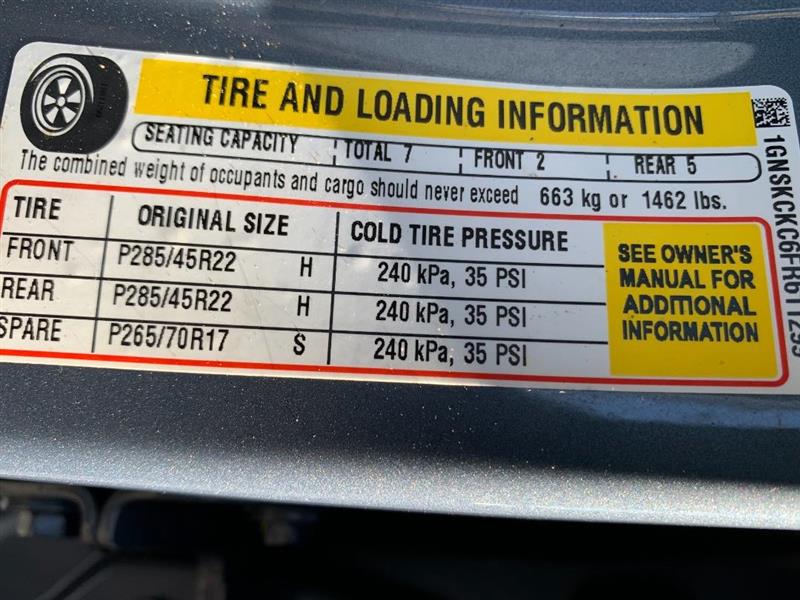 TIRE AND LOADING INFORMATION
SEATING CAPACITY TOTAL 7 FRONT 2 REAR 5
The combined weight of occupants and cargo should never exceed 663 kg or 1462 lbs.
TIRE ORIGINAL SIZE COLD TIRE PRESSURE
FRONT P285/45R22 H 240 kPa, 35 PSI
REAR P285/45R22 H 240 kPa, 35 PSI
SPARE P265/70R17 S 240 kPa, 35 PSI
SEE OWNER'S
MANUAL FOR
ADDITIONAL
INFORMATION
1GNSKCKC6FR611299